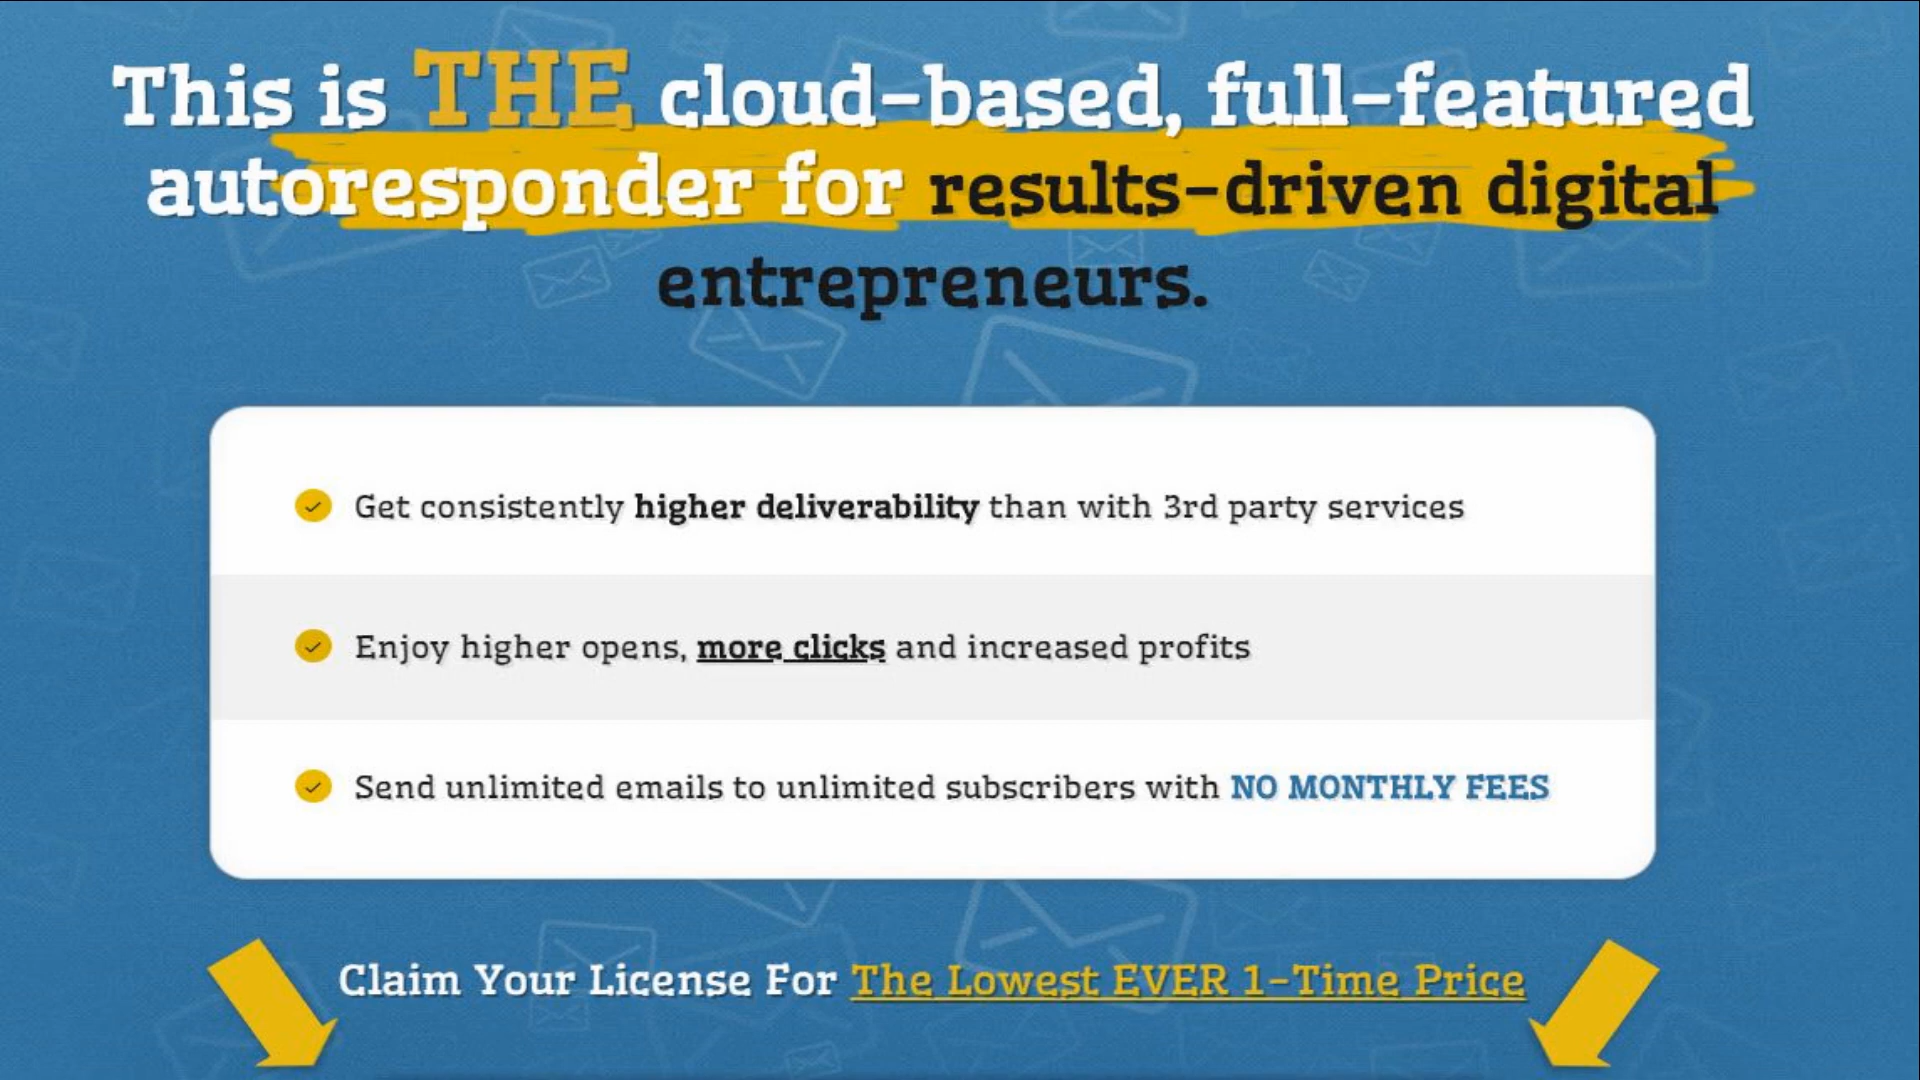 This is THE cloud-based, full-featured
autoresponder for results-driven digital
entrepreneurs.
Get consistently higher deliverability than with 3rd party services
Enjoy higher opens, more clicks and increased profits
Send unlimited emails to unlimited subscribers with NO MONTHLY FEES
Claim Your License For The Lowest EVER 1-Time Price